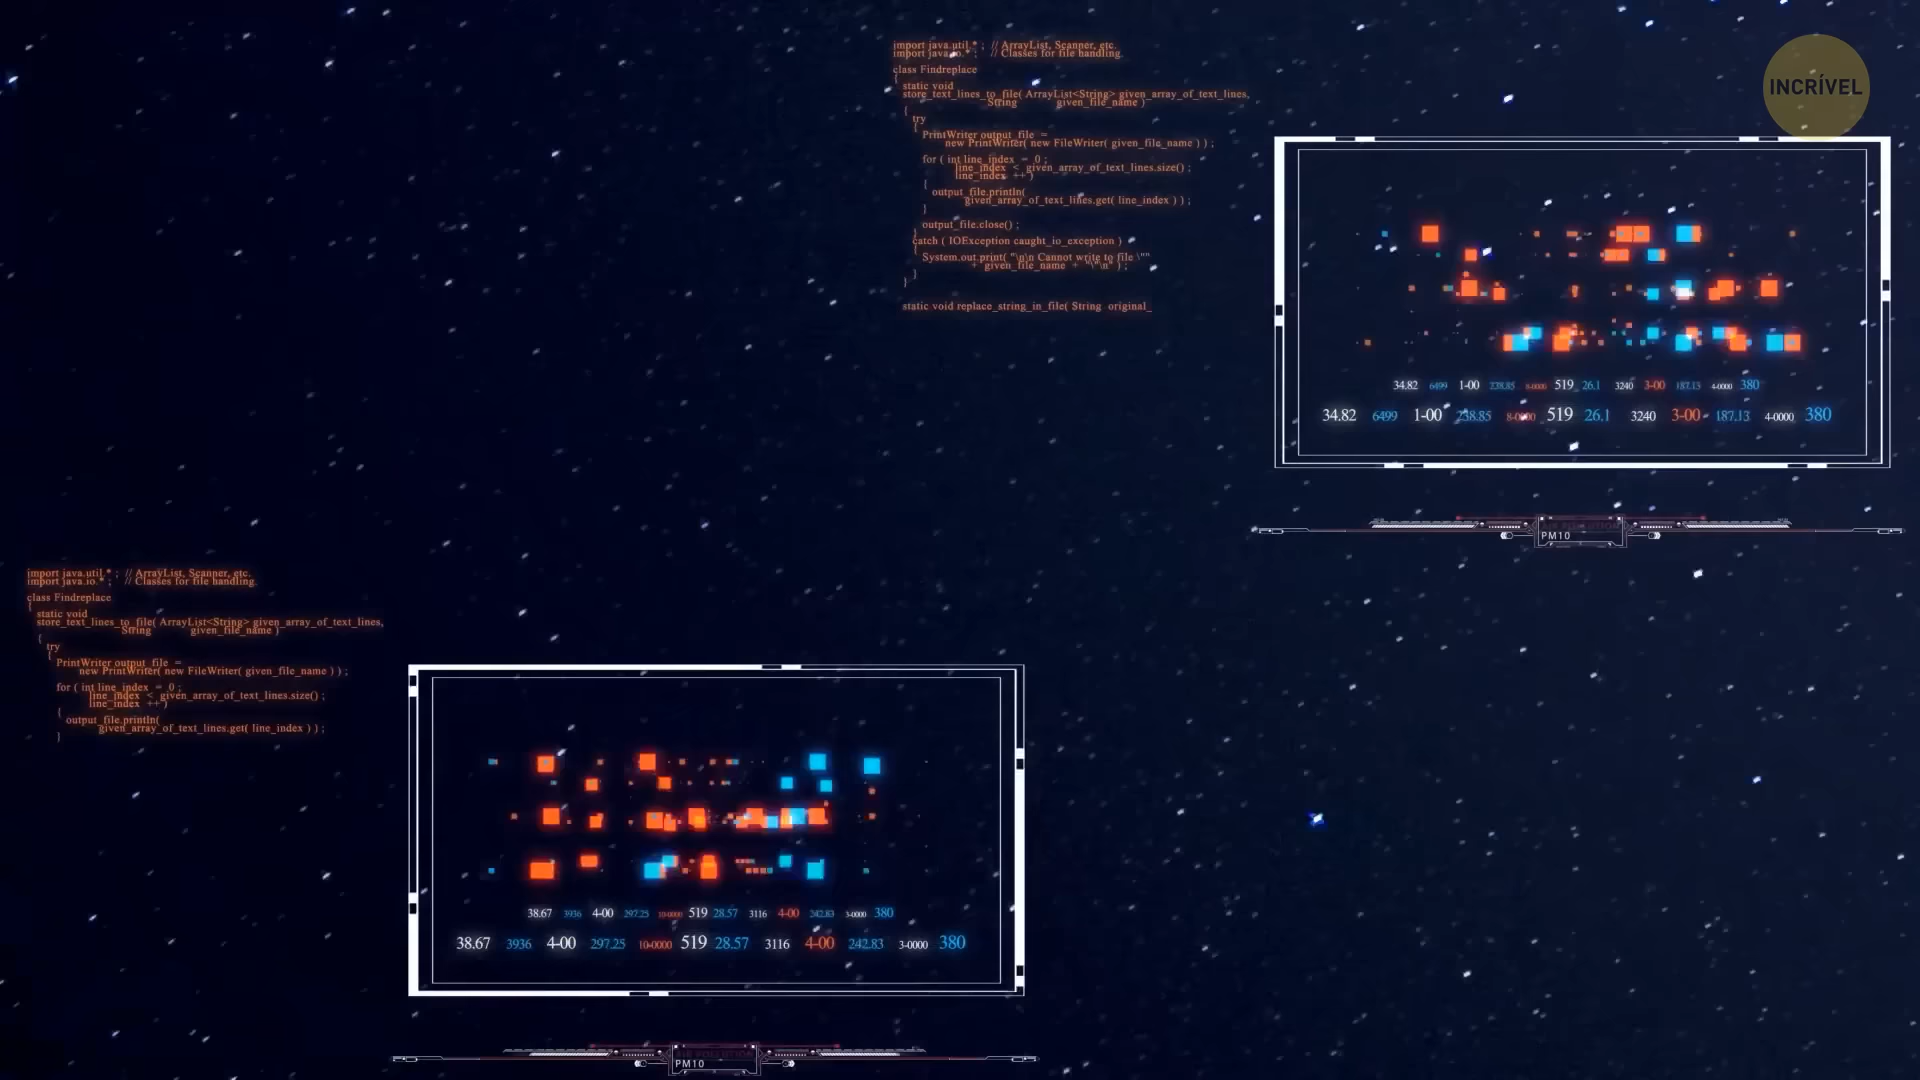 INCRÍVEL
import java.util.* ; // ArrayList, Scanner, etc.
import java.io.* ; // Classes for file handling.
class Findreplace
{
static void
store_text_lines_to_file( ArrayList<String> given_array_of_text_lines,
String given_file_name )
{
try
{
PrintWriter output_file =
new PrintWriter( new FileWriter( given_file_name ) ) ;
for ( int line_index = 0 ;
line_index < given_array_of_text_lines.size() ;
line_index ++ )
{
output_file.println(
given_array_of_text_lines.get( line_index ) ) ;
}
output_file.close() ;
}
catch ( IOException caught_io_exception )
{
System.out.print( "\n\n Cannot write to file \""
+ given_file_name + "\"\n" ) ;
}
}
static void replace_string_in_file( String original_
34.82 6499 1-00 238.85 8-0000 519 26.1 3240 3-00 187.13 4-0000 380
34.82 6499 1-00 238.85 8-0000 519 26.1 3240 3-00 187.13 4-0000 380
PM10
import java.util.* ; // ArrayList, Scanner, etc.
import java.io.* ; // Classes for file handling.
class Findreplace
{
static void
store_text_lines_to_file( ArrayList<String> given_array_of_text_lines,
String given_file_name )
{
try
{
PrintWriter output_file =
new PrintWriter( new FileWriter( given_file_name ) ) ;
for ( int line_index = 0 ;
line_index < given_array_of_text_lines.size() ;
line_index ++ )
{
output_file.println(
given_array_of_text_lines.get( line_index ) ) ;
}
38.67 3936 4-00 297.25 10-0000 519 28.57 3116 4-00 242.83 3-0000 380
38.67 3936 4-00 297.25 10-0000 519 28.57 3116 4-00 242.83 3-0000 380
PM10